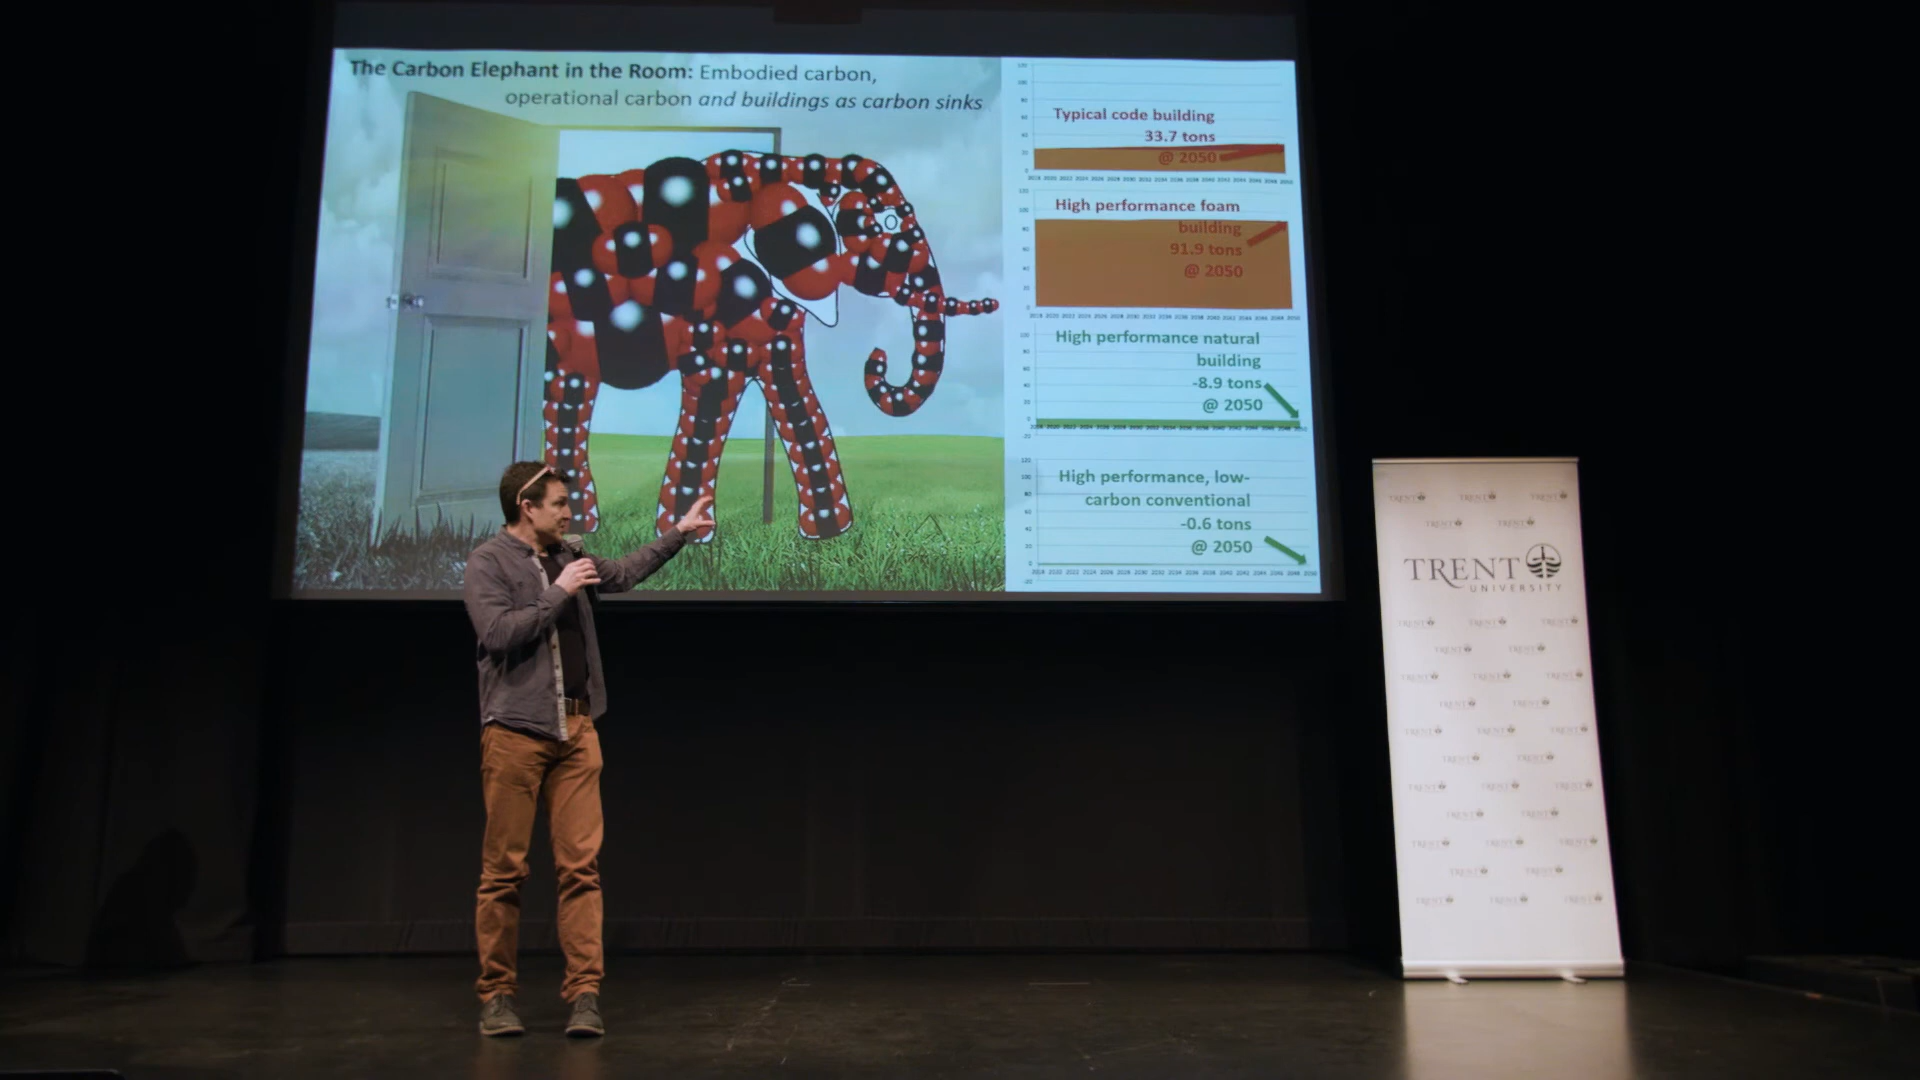 The Carbon Elephant in the Room: Embodied carbon,
operational carbon and buildings as carbon sinks
Typical code building
33.7 tons
@ 2050
High performance foam
building
91.9 tons
@ 2050
High performance natural
building
-8.9 tons
@ 2050
High performance, low-
carbon conventional
-0.6 tons
@ 2050
TRENT
UNIVERSITY